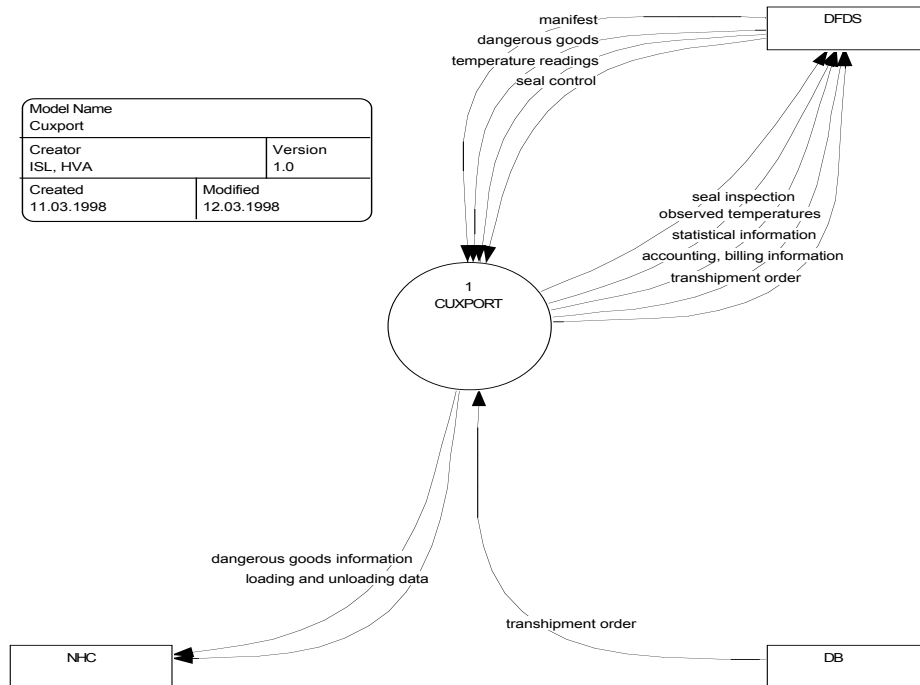 manifest
DFDS
dangerous goods
temperature readings
seal control
Model Name
Cuxport
Creator
Version
ISL, HVA
1.0
Created
Modified
11.03.1998
12.03.1998
seal inspection
observed temperatures
statistical information
accounting, billing information
transhipment order
1
CUXPORT
dangerous goods information
loading and unloading data
transhipment order
NHC
DB